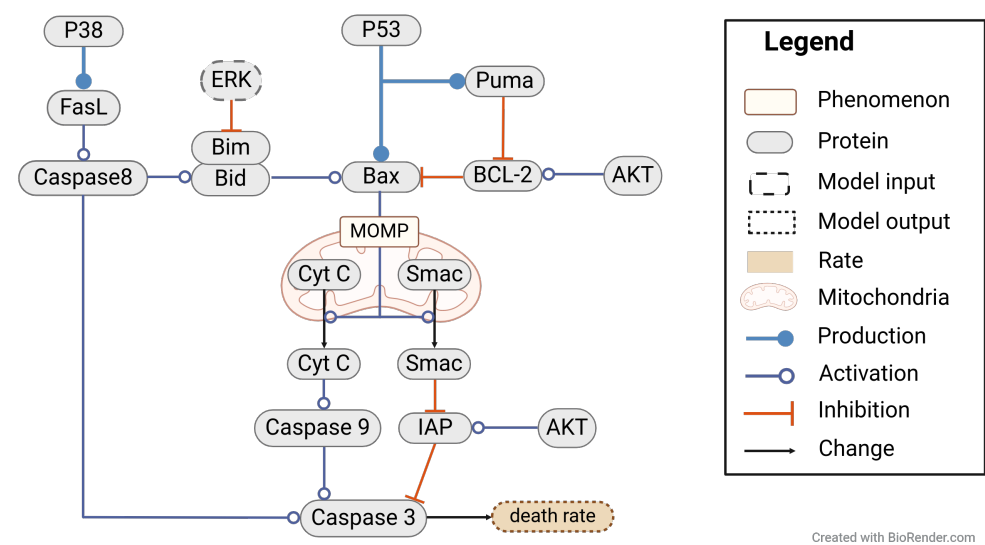 P38
P53
ERK
Puma
FasL
Bim
Caspase8
Bid
Bax
BCL-2
AKT
MOMP
Cyt C
Smac
Cyt C
Smac
Caspase 9
IAP
AKT
Caspase 3
death rate
Legend
Phenomenon
Protein
Model input
Model output
Rate
Mitochondria
Production
Activation
Inhibition
Change
Created with BioRender.com